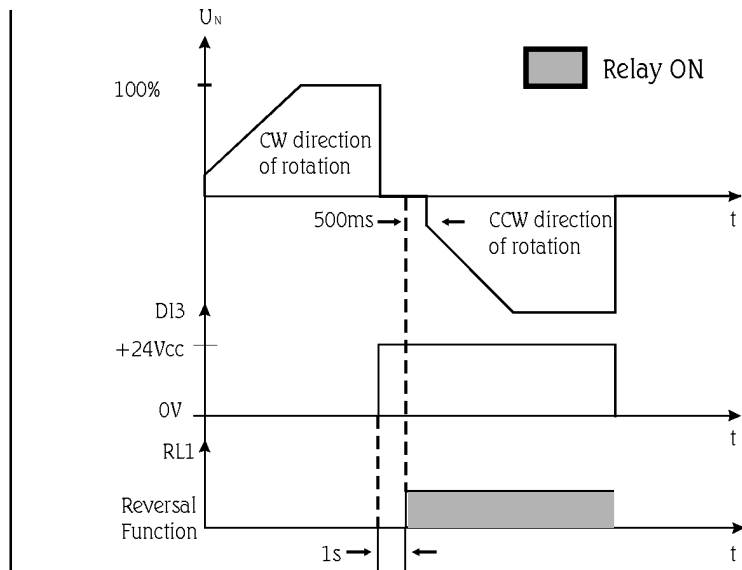 UN
100%
Relay ON
CW direction
of rotation
t
500ms
CCW direction
of rotation
DI3
+24Vcc
0V
t
RL1
Reversal
Function
t
1s